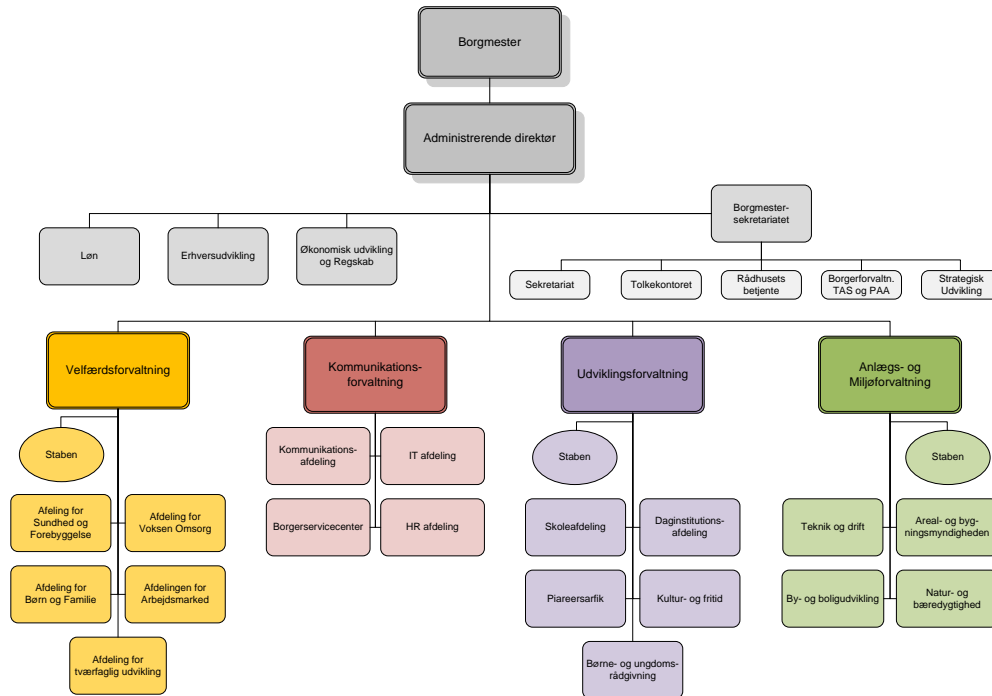 Borgmester
Administrerende direktør
Borgmester-
sekretariatet
Løn
Erhversudvikling
Økonomisk udvikling
og Regskab
Sekretariat
Tolkekontoret
Rådhusets
betjente
Borgerforvaltn.
TAS og PAA
Strategisk
Udvikling
Velfærdsforvaltning
Kommunikations-
forvaltning
Udviklingsforvaltning
Anlægs- og
Miljøforvaltning
Staben
Afeling for
Sundhed og
Forebyggelse
Afdeling for
Voksen Omsorg
Afdeling for
Børn og Familie
Afdelingen for
Arbejdsmarked
Afdeling for
tværfaglig udvikling
Kommunikations-
afdeling
IT afdeling
Borgerservicecenter
HR afdeling
Staben
Skoleafdeling
Daginstitutions-
afdeling
Piareersarfik
Kultur- og fritid
Børne- og ungdoms-
rådgivning
Staben
Teknik og drift
Areal- og byg-
ningsmyndigheden
By- og boligudvikling
Natur- og
bæredygtighed